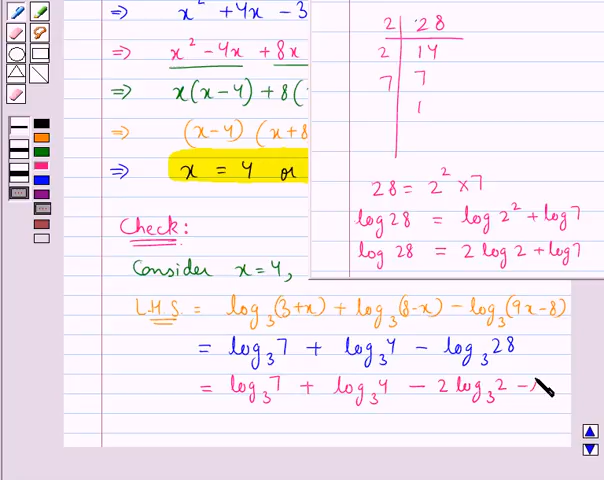 ⇒ x² + 4x - 3
⇒ x² - 4x + 8x
⇒ x(x-4) + 8(
⇒ (x-4) (x+8
⇒ x = 4 or
Check:
Consider x=4,
L.H.S. = log₃(3+x) + log₃(8-x) - log₃(9x-8)
= log₃7 + log₃4 - log₃28
= log₃7 + log₃4 - 2 log₃2 -
2 | 28
2 | 14
7 | 7
| 1
28 = 2² × 7
log 28 = log 2² + log 7
log 28 = 2 log 2 + log 7